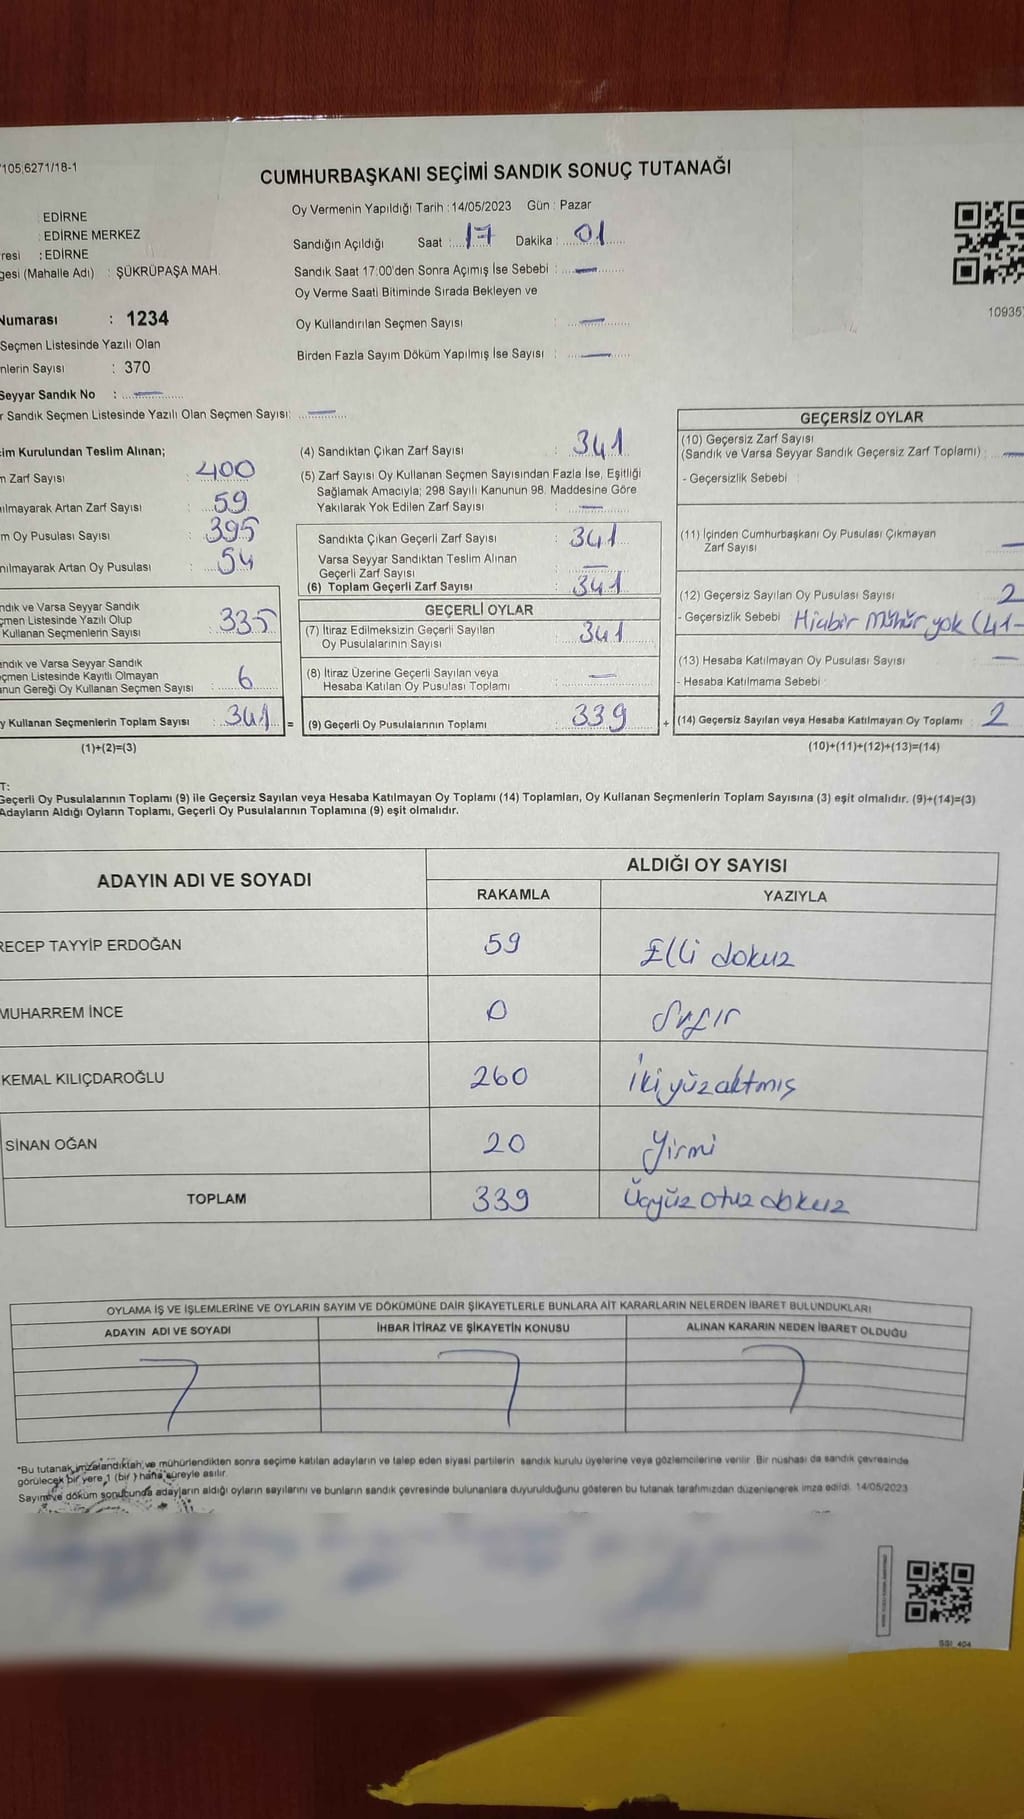 105;6271/18-1
CUMHURBAŞKANI SEÇİMİ SANDIK SONUÇ TUTANAĞI
Oy Vermenin Yapıldığı Tarih : 14/05/2023 Gün : Pazar
EDİRNE
: EDİRNE MERKEZ
resi : EDİRNE
gesi (Mahalle Adı) : ŞÜKRÜPAŞA MAH.
Sandığın Açıldığı Saat : 17 Dakika : 01
Sandık Saat 17:00'den Sonra Açımış İse Sebebi : —
Oy Verme Saati Bitiminde Sırada Bekleyen ve
Oy Kullandırılan Seçmen Sayısı : —
Birden Fazla Sayım Döküm Yapılmış İse Sayısı : —
10935
Numarası : 1234
Seçmen Listesinde Yazılı Olan
nlerin Sayısı : 370
Seyyar Sandık No : —
r Sandık Seçmen Listesinde Yazılı Olan Seçmen Sayısı: —
im Kurulundan Teslim Alınan;
n Zarf Sayısı : 400
ılmayarak Artan Zarf Sayısı : 59
m Oy Pusulası Sayısı : 395
nılmayarak Artan Oy Pusulası : 54
ndık ve Varsa Seyyar Sandık
çmen Listesinde Yazılı Olup
Kullanan Seçmenlerin Sayısı : 335
andık ve Varsa Seyyar Sandık
çmen Listesinde Kayıtlı Olmayan
nun Gereği Oy Kullanan Seçmen Sayısı : 6
y Kullanan Seçmenlerin Toplam Sayısı : 341 =
(1)+(2)=(3)
(4) Sandıktan Çıkan Zarf Sayısı : 341
(5) Zarf Sayısı Oy Kullanan Seçmen Sayısından Fazla İse, Eşitliği
Sağlamak Amacıyla; 298 Sayılı Kanunun 98. Maddesine Göre
Yakılarak Yok Edilen Zarf Sayısı : —
Sandıkta Çıkan Geçerli Zarf Sayısı : 341
Varsa Seyyar Sandıktan Teslim Alınan
Geçerli Zarf Sayısı : —
(6) Toplam Geçerli Zarf Sayısı : 341
GEÇERLİ OYLAR
(7) İtiraz Edilmeksizin Geçerli Sayılan
Oy Pusulalarının Sayısı : 341
(8) İtiraz Üzerine Geçerli Sayılan veya
Hesaba Katılan Oy Pusulası Toplamı : —
(9) Geçerli Oy Pusulalarının Toplamı : 339 +
GEÇERSİZ OYLAR
(10) Geçersiz Zarf Sayısı
(Sandık ve Varsa Seyyar Sandık Geçersiz Zarf Toplamı) : —
- Geçersizlik Sebebi :
(11) İçinden Cumhurbaşkanı Oy Pusulası Çıkmayan
Zarf Sayısı : —
(12) Geçersiz Sayılan Oy Pusulası Sayısı : 2
- Geçersizlik Sebebi Hiçbir Mühür yok (41-
(13) Hesaba Katılmayan Oy Pusulası Sayısı : —
- Hesaba Katılmama Sebebi :
(14) Geçersiz Sayılan veya Hesaba Katılmayan Oy Toplamı : 2
(10)+(11)+(12)+(13)=(14)
T:
Geçerli Oy Pusulalarının Toplamı (9) ile Geçersiz Sayılan veya Hesaba Katılmayan Oy Toplamı (14) Toplamları, Oy Kullanan Seçmenlerin Toplam Sayısına (3) eşit olmalıdır. (9)+(14)=(3)
Adayların Aldığı Oyların Toplamı, Geçerli Oy Pusulalarının Toplamına (9) eşit olmalıdır.
ADAYIN ADI VE SOYADI
ALDIĞI OY SAYISI
RAKAMLA YAZIYLA
RECEP TAYYİP ERDOĞAN 59 Elli dokuz
MUHARREM İNCE 0 Sıfır
KEMAL KILIÇDAROĞLU 260 İkiyüzaltmış
SİNAN OĞAN 20 Yirmi
TOPLAM 339 Üçyüz otuz dokuz
OYLAMA İŞ VE İŞLEMLERİNE VE OYLARIN SAYIM VE DÖKÜMÜNE DAİR ŞİKAYETLERLE BUNLARA AİT KARARLARIN NELERDEN İBARET BULUNDUKLARI
ADAYIN ADI VE SOYADI İHBAR İTİRAZ VE ŞİKAYETİN KONUSU ALINAN KARARIN NEDEN İBARET OLDUĞU
*Bu tutanak imzalandıktan ve mühürlendikten sonra seçime katılan adayların ve talep eden siyasi partilerin sandık kurulu üyelerine veya gözlemcilerine verilir. Bir nüshası da sandık çevresinde
görülecek bir yere 1 (bir) hafta süreyle asılır.
Sayım ve döküm sonucunda adayların aldığı oyların sayılarını ve bunların sandık çevresinde bulunanlara duyurulduğunu gösteren bu tutanak tarafımızdan düzenlenerek imza edildi. 14/05/2023
SSI_404